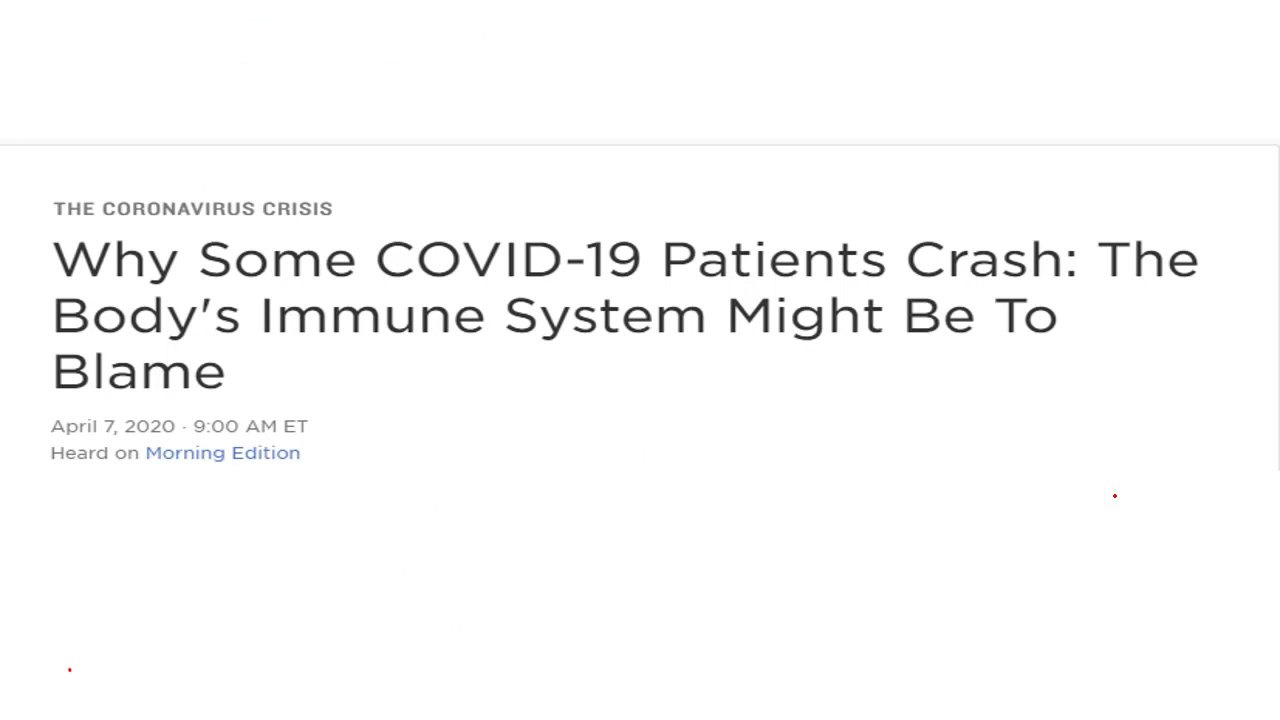 THE CORONAVIRUS CRISIS
Why Some COVID-19 Patients Crash: The
Body's Immune System Might Be To
Blame
April 7, 2020 · 9:00 AM ET
Heard on Morning Edition